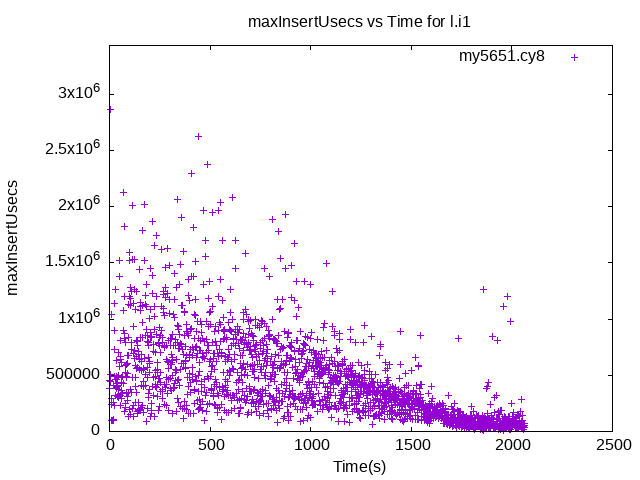 maxInsertUsecs vs Time for l.i1
my5651.cy8
3x10^6
2.5x10^6
2x10^6
1.5x10^6
1x10^6
500000
0
maxInsertUsecs
0 500 1000 1500 2000 2500
Time(s)